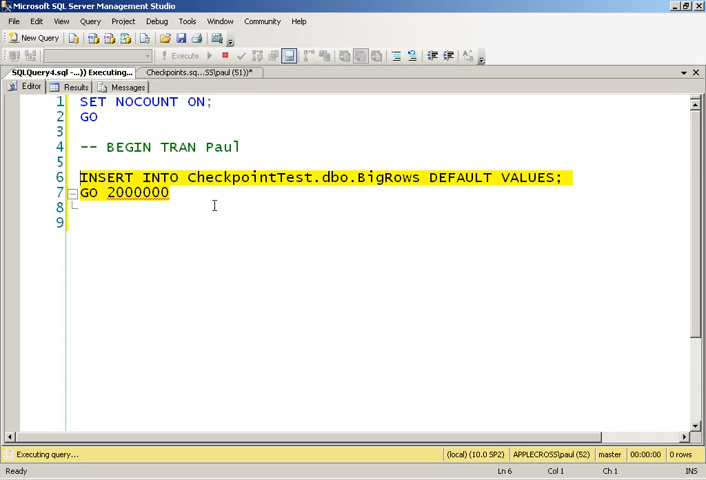 Microsoft SQL Server Management Studio
File Edit View Query Project Debug Tools Window Community Help
New Query
Execute
SQLQuery4.sql -...)) Executing... Checkpoints.sq...SS\paul (51))*
Editor Results Messages
1 SET NOCOUNT ON;
2 GO
3
4 -- BEGIN TRAN Paul
5
6 INSERT INTO CheckpointTest.dbo.BigRows DEFAULT VALUES;
7 GO 2000000
8
9
Executing query... (local) (10.0 SP2) APPLECROSS\paul (52) master 00:00:00 0 rows
Ready Ln 6 Col 1 Ch 1 INS